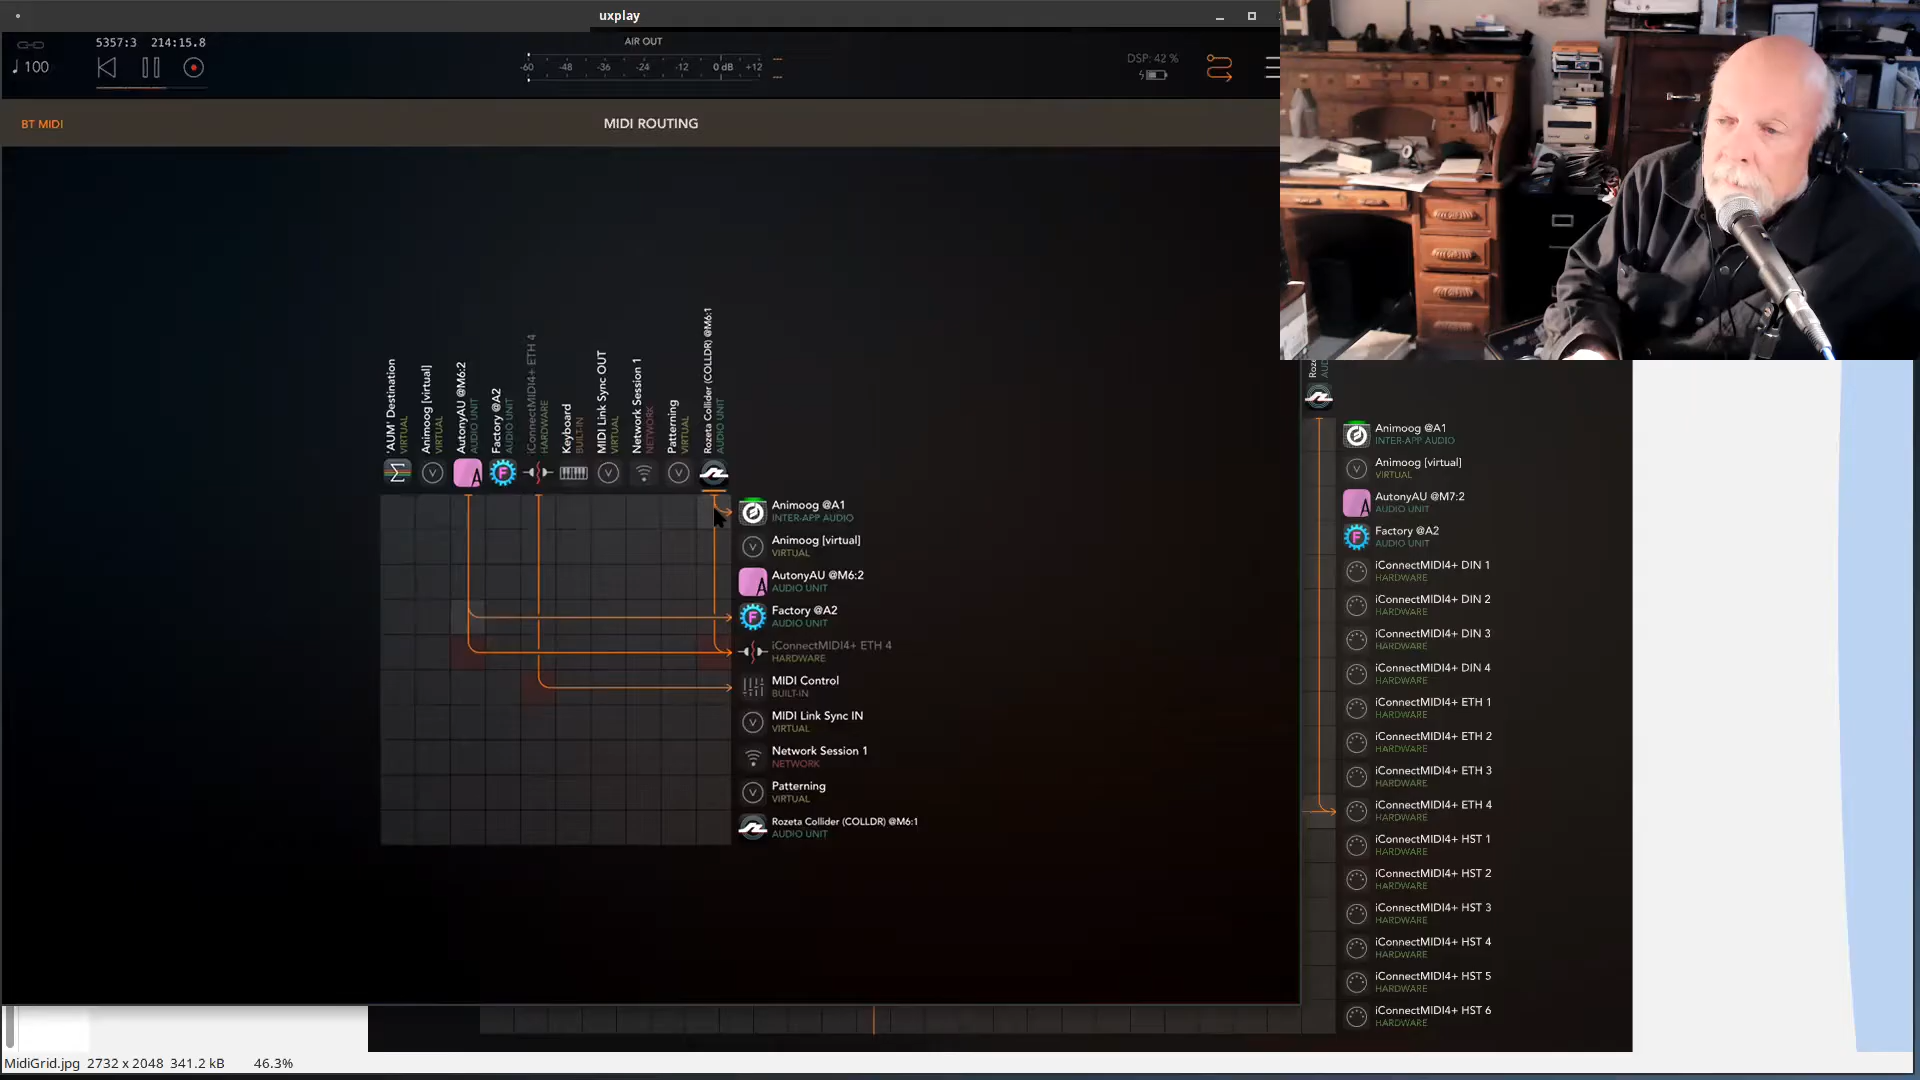 uxplay
5357:3 214:15.8
AIR OUT
100
-60 -48 -36 -24 -12 0 dB +12
DSP: 42 %
BT MIDI
MIDI ROUTING
'AUM' Destination
VIRTUAL
Animoog [virtual]
VIRTUAL
AutonyAU @M6:2
AUDIO UNIT
Factory @A2
AUDIO UNIT
iConnectMIDI4+ ETH 4
HARDWARE
Keyboard
BUILT-IN
MIDI Link Sync OUT
VIRTUAL
Network Session 1
NETWORK
Patterning
VIRTUAL
Rozeta Collider (COLLDR) @M6:1
AUDIO UNIT
Animoog @A1
INTER-APP AUDIO
Animoog [virtual]
VIRTUAL
AutonyAU @M6:2
AUDIO UNIT
Factory @A2
AUDIO UNIT
iConnectMIDI4+ ETH 4
HARDWARE
MIDI Control
BUILT-IN
MIDI Link Sync IN
VIRTUAL
Network Session 1
NETWORK
Patterning
VIRTUAL
Rozeta Collider (COLLDR) @M6:1
AUDIO UNIT
Roz
AUD
Animoog @A1
INTER-APP AUDIO
Animoog [virtual]
VIRTUAL
AutonyAU @M7:2
AUDIO UNIT
Factory @A2
AUDIO UNIT
iConnectMIDI4+ DIN 1
HARDWARE
iConnectMIDI4+ DIN 2
HARDWARE
iConnectMIDI4+ DIN 3
HARDWARE
iConnectMIDI4+ DIN 4
HARDWARE
iConnectMIDI4+ ETH 1
HARDWARE
iConnectMIDI4+ ETH 2
HARDWARE
iConnectMIDI4+ ETH 3
HARDWARE
iConnectMIDI4+ ETH 4
HARDWARE
iConnectMIDI4+ HST 1
HARDWARE
iConnectMIDI4+ HST 2
HARDWARE
iConnectMIDI4+ HST 3
HARDWARE
iConnectMIDI4+ HST 4
HARDWARE
iConnectMIDI4+ HST 5
HARDWARE
iConnectMIDI4+ HST 6
HARDWARE
MidiGrid.jpg 2732 x 2048 341.2 kB 46.3%